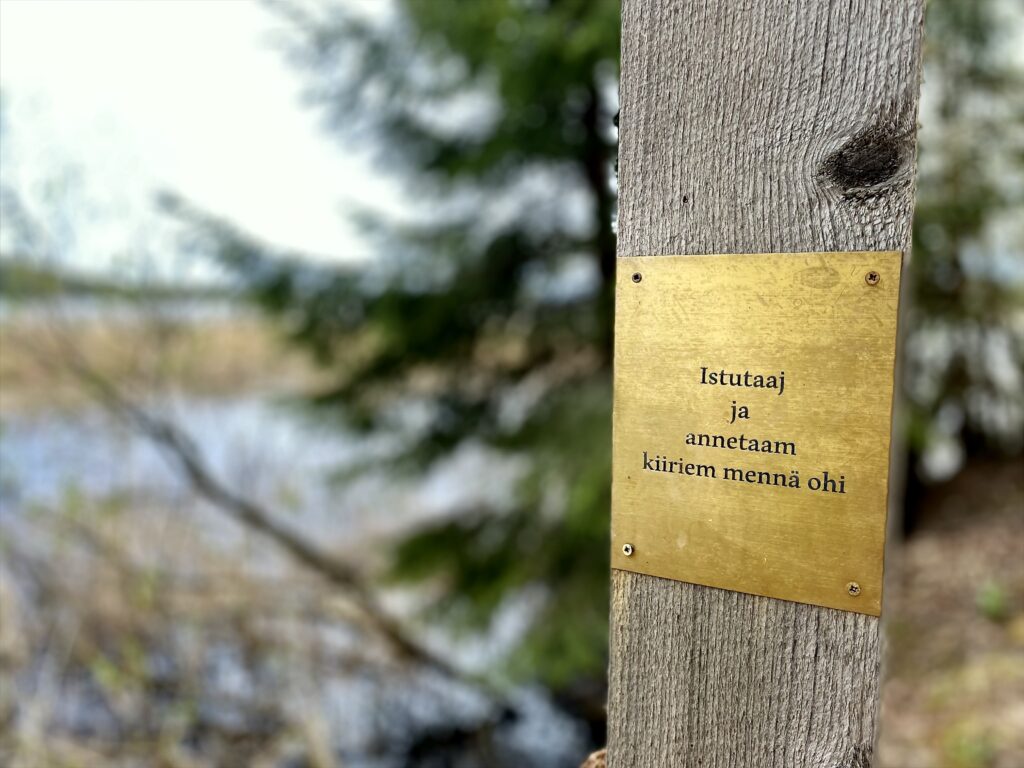 Istutaaj
ja
annetaam
kiiriem mennä ohi